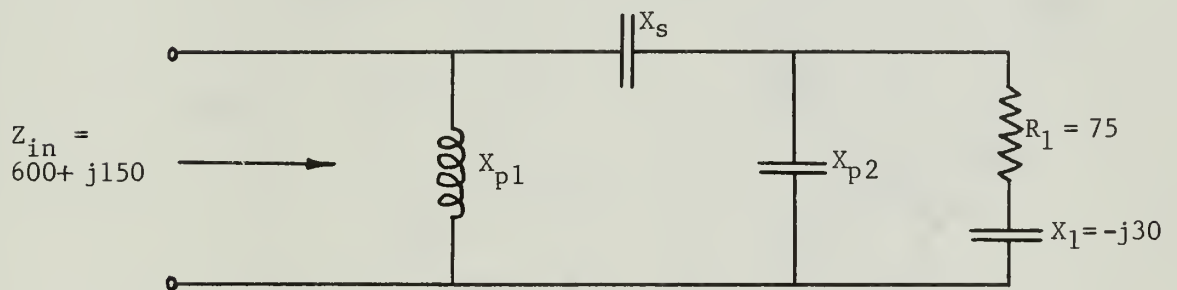 X_s
Z_in =
600+ j150
X_p1
X_p2
R_1 = 75
X_1=-j30